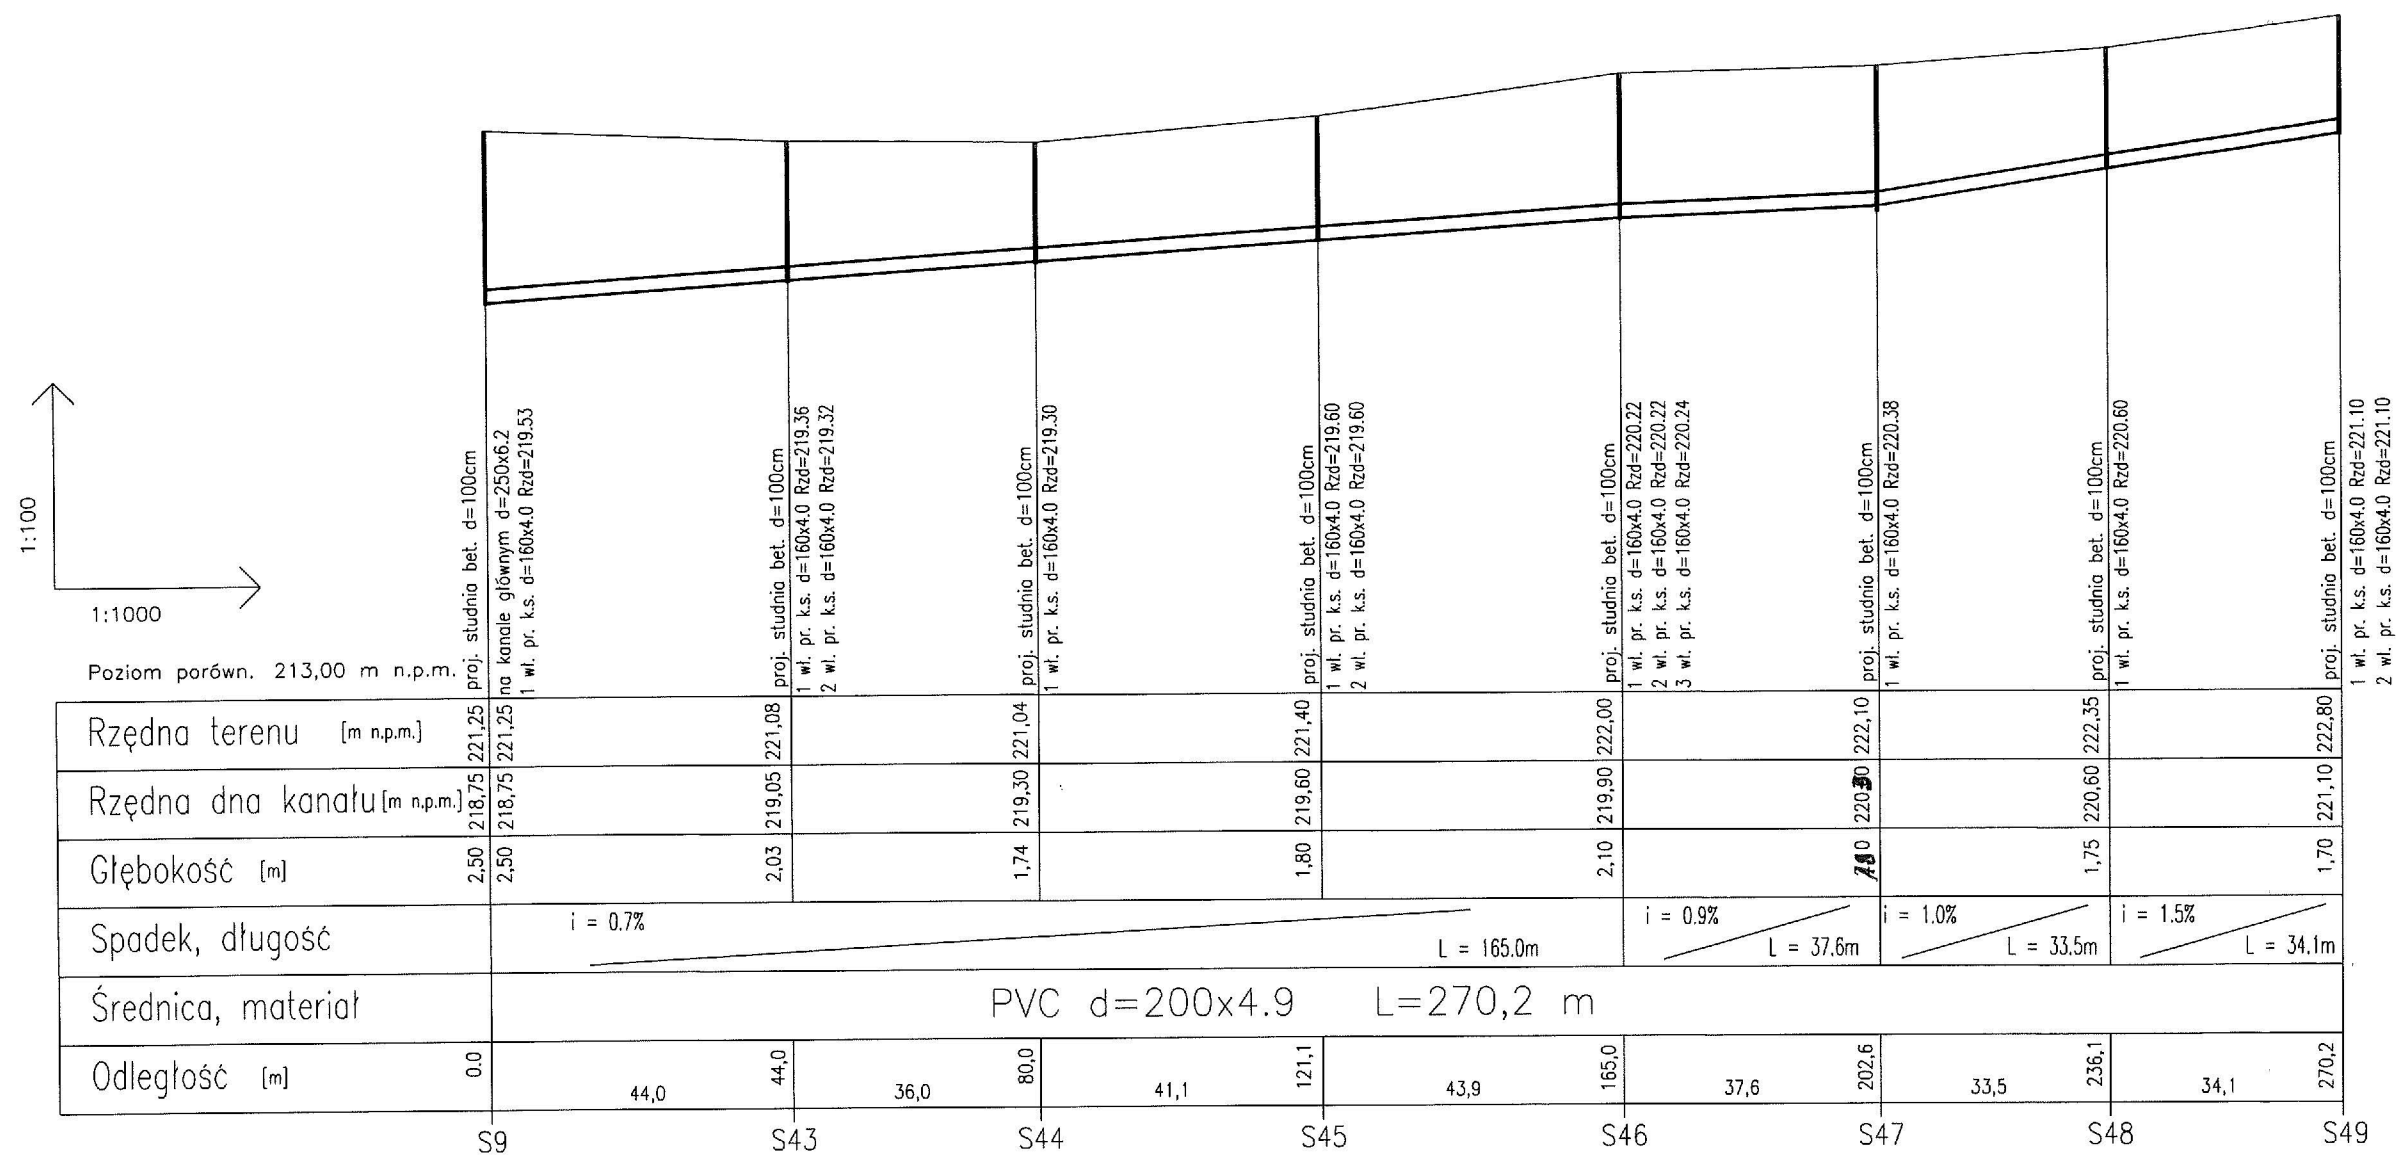 1:100
1:1000
Poziom porówn. 213,00 m n.p.m.
proj. studnia bet. d=100cm
na kanale głównym d=250x6.2
1 wł. pr. k.s. d=160x4.0 Rzd=219.53
proj. studnia bet. d=100cm
1 wł. pr. k.s. d=160x4.0 Rzd=219.36
2 wł. pr. k.s. d=160x4.0 Rzd=219.32
proj. studnia bet. d=100cm
1 wł. pr. k.s. d=160x4.0 Rzd=219.30
proj. studnia bet. d=100cm
1 wł. pr. k.s. d=160x4.0 Rzd=219.60
2 wł. pr. k.s. d=160x4.0 Rzd=219.60
proj. studnia bet. d=100cm
1 wł. pr. k.s. d=160x4.0 Rzd=220.22
2 wł. pr. k.s. d=160x4.0 Rzd=220.22
3 wł. pr. k.s. d=160x4.0 Rzd=220.24
proj. studnia bet. d=100cm
1 wł. pr. k.s. d=160x4.0 Rzd=220.38
proj. studnia bet. d=100cm
1 wł. pr. k.s. d=160x4.0 Rzd=220.60
proj. studnia bet. d=100cm
1 wł. pr. k.s. d=160x4.0 Rzd=221.10
2 wł. pr. k.s. d=160x4.0 Rzd=221.10
Rzędna terenu [m n.p.m.] 221,25 221,25 221,08 221,04 221,40 222,00 222,10 222,35 222,80
Rzędna dna kanału [m n.p.m.] 218,75 218,75 219,05 219,30 219,60 219,90 220,60 221,10
Głębokość [m] 2,50 2,50 2,03 1,74 1,80 2,10 1,75 1,70
Spadek, długość i = 0.7% L = 165.0m i = 0.9% L = 37,6m i = 1.0% L = 33,5m i = 1.5% L = 34,1m
Średnica, materiał PVC d=200x4.9 L=270,2 m
Odległość [m] 0.0 44,0 44,0 36,0 80,0 41,1 121,1 43,9 165,0 37,6 202,6 33,5 236,1 34,1 270,2
S9 S43 S44 S45 S46 S47 S48 S49